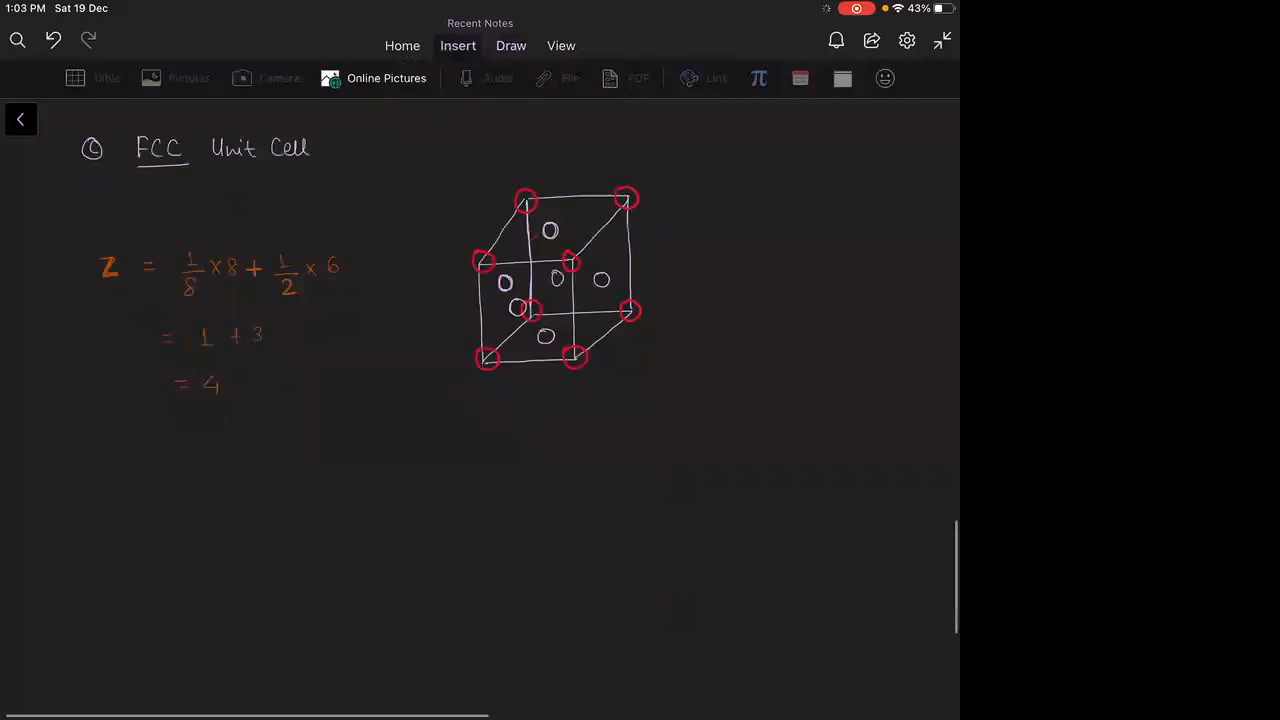 1:03 PM Sat 19 Dec 43%
Recent Notes
Home Insert Draw View
Table Pictures Camera Online Pictures Audio File PDF Link π
© FCC Unit Cell
Z = 1/8 × 8 + 1/2 × 6
= 1 + 3
= 4